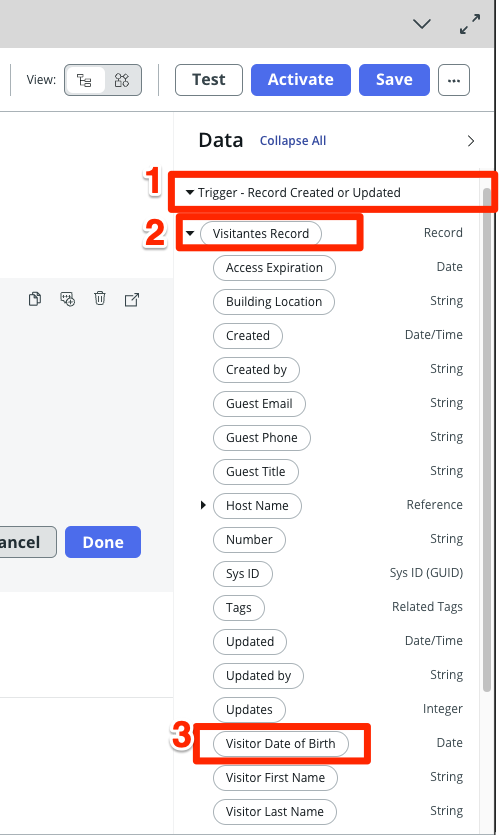 View:
Test
Activate
Save
...
Data
Collapse All
1
Trigger - Record Created or Updated
2
Visitantes Record
Record
Access Expiration
Date
Building Location
String
Created
Date/Time
Created by
String
Guest Email
String
Guest Phone
String
Guest Title
String
Host Name
Reference
ancel
Done
Number
String
Sys ID
Sys ID (GUID)
Tags
Related Tags
Updated
Date/Time
Updated by
String
Updates
Integer
3
Visitor Date of Birth
Date
Visitor First Name
String
Visitor Last Name
String